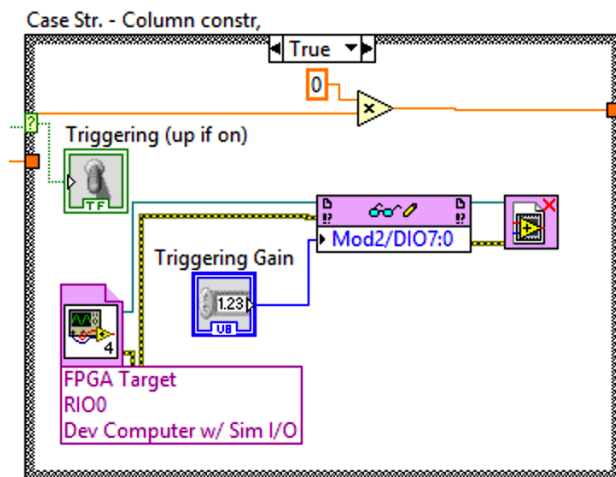 Case Str. - Column constr,
True
0
×
?
Triggering (up if on)
TF
Mod2/DIO7:0
Triggering Gain
1.23
U8
4
FPGA Target
RIO0
Dev Computer w/ Sim I/O